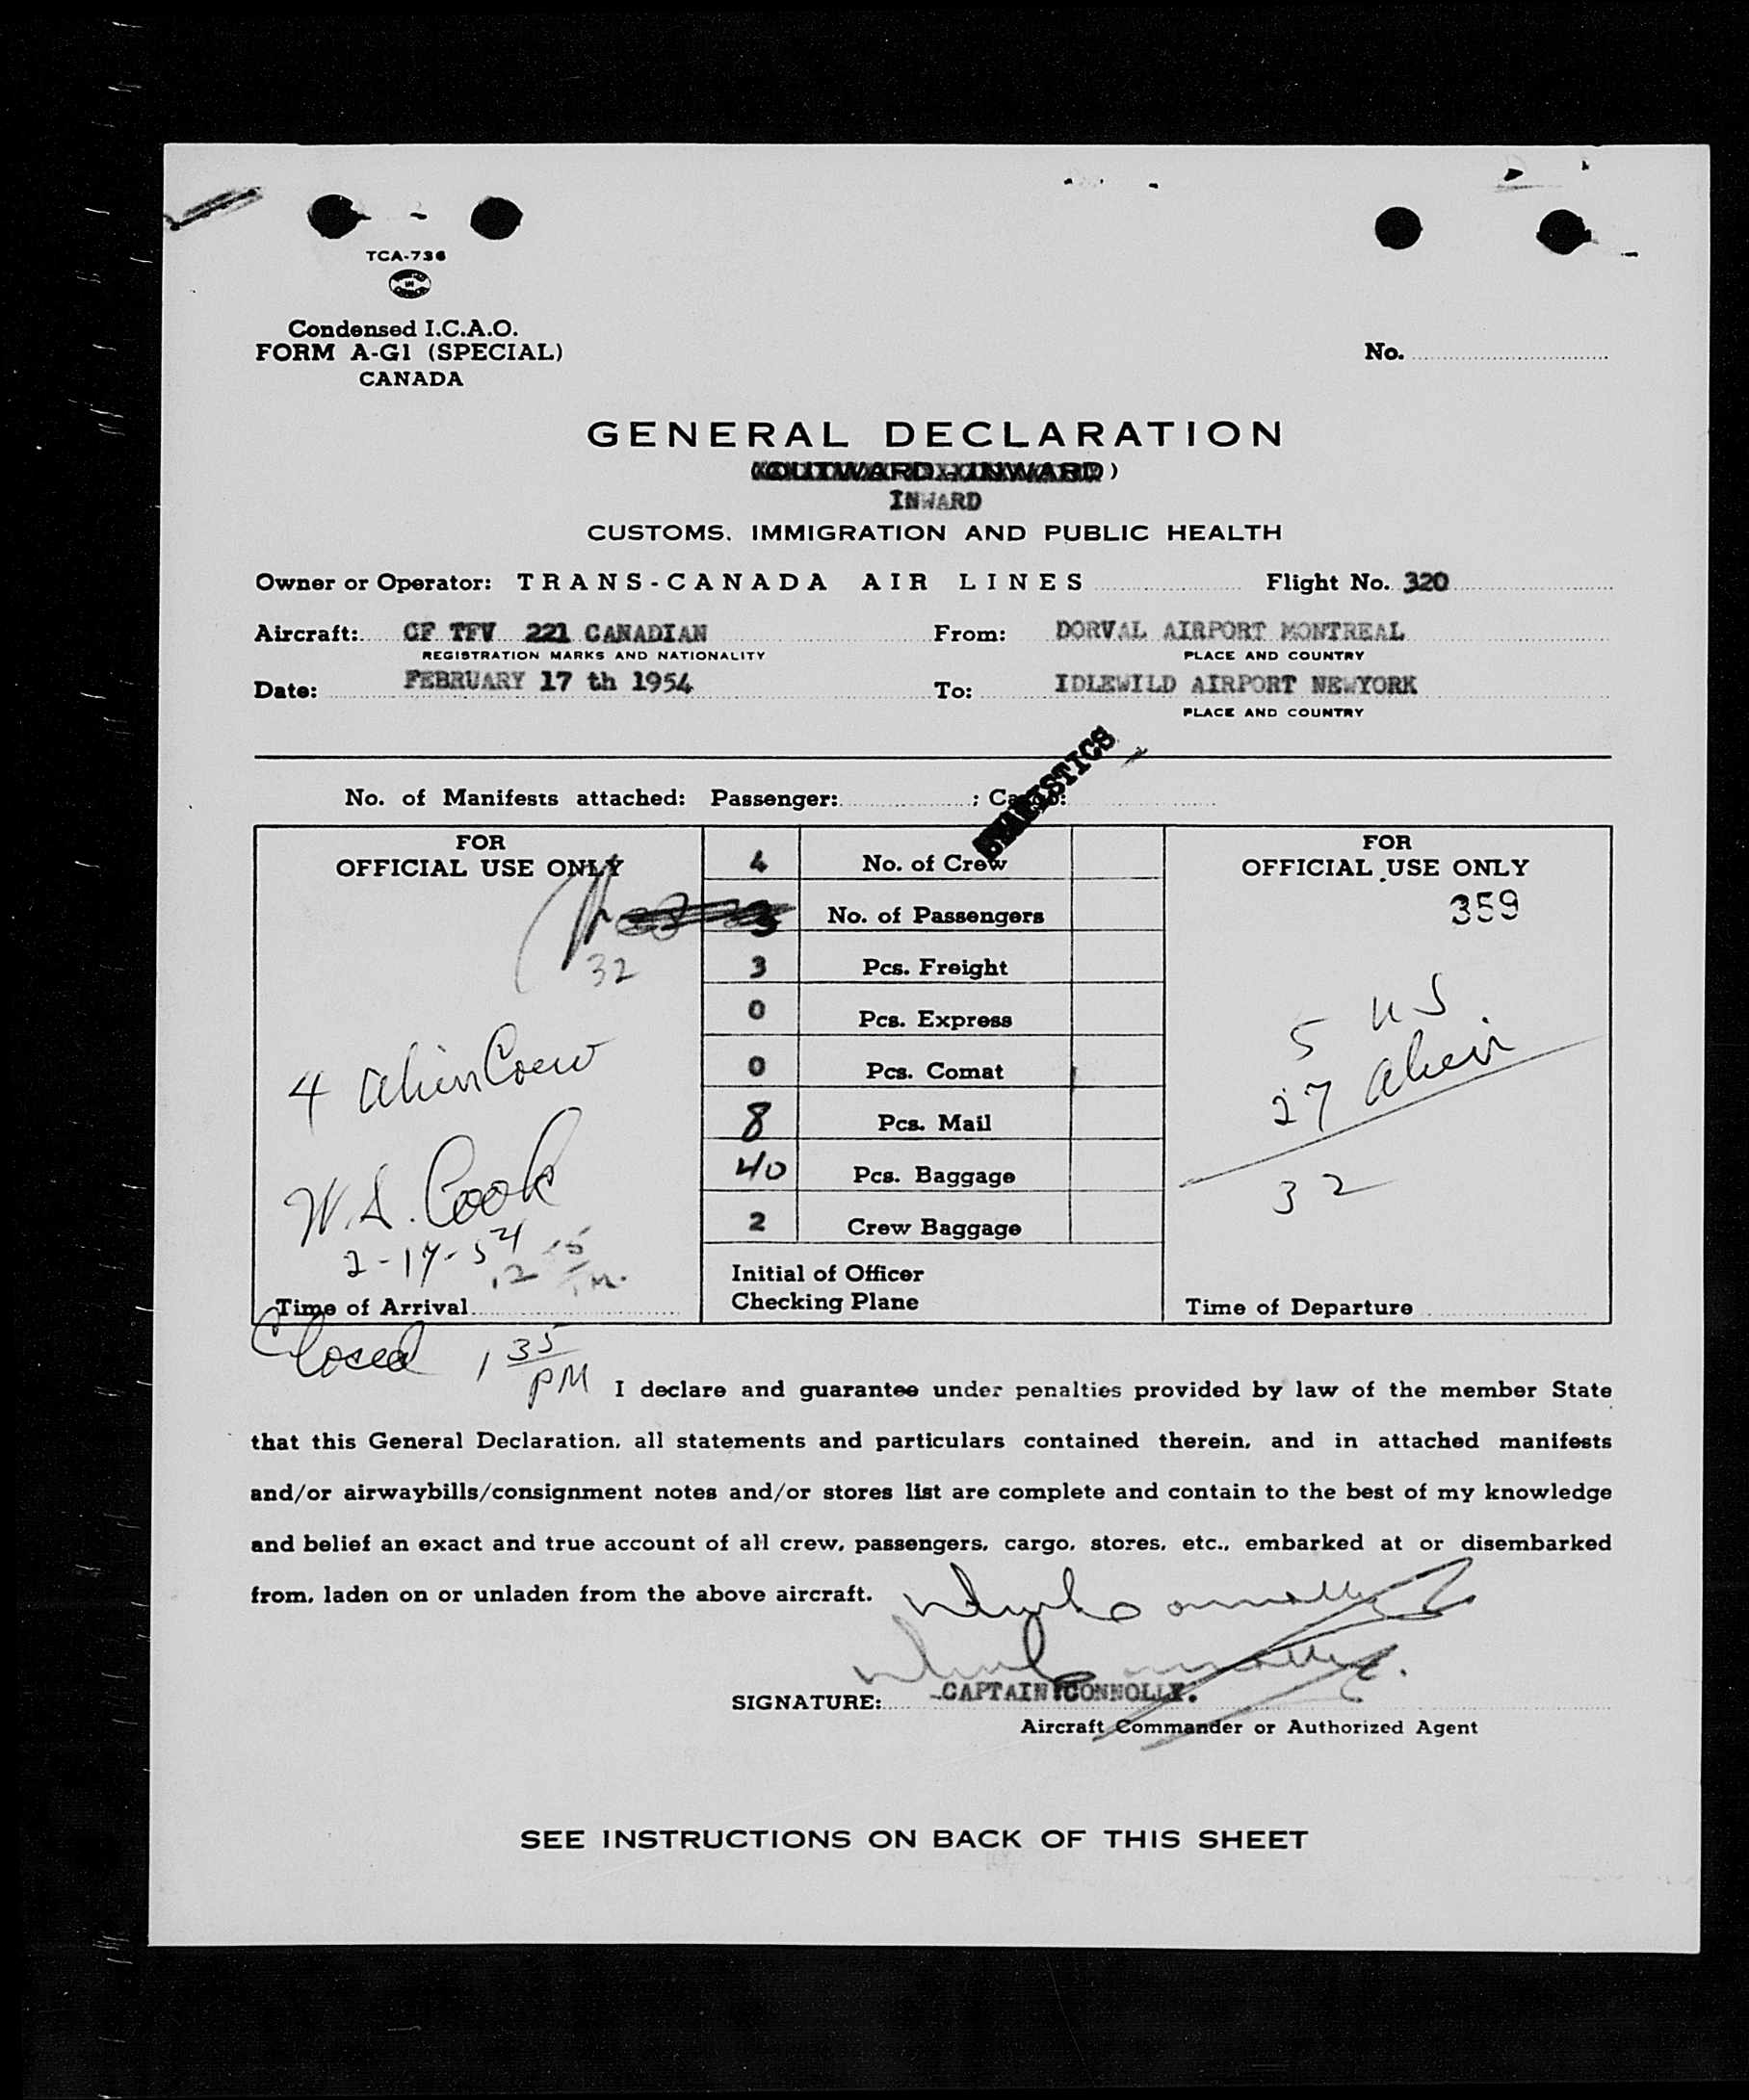 TCA-736
Condensed I.C.A.O.
FORM A-G1 (SPECIAL)
CANADA
No.
GENERAL DECLARATION
(OUTWARD - INWARD)
INWARD
CUSTOMS, IMMIGRATION AND PUBLIC HEALTH
Owner or Operator: TRANS-CANADA AIR LINES Flight No. 320
Aircraft: CF TFV 221 CANADIAN From: DORVAL AIRPORT MONTREAL
REGISTRATION MARKS AND NATIONALITY PLACE AND COUNTRY
Date: FEBRUARY 17 th 1954 To: IDLEWILD AIRPORT NEWYORK
PLACE AND COUNTRY
STATISTICS
No. of Manifests attached: Passenger: ; Cargo:
FOR
OFFICIAL USE ONLY
32
4 Alien Crew
W.S. Cook
2-17-54
Time of Arrival
4 No. of Crew
No. of Passengers
3 Pcs. Freight
0 Pcs. Express
0 Pcs. Comat
8 Pcs. Mail
40 Pcs. Baggage
2 Crew Baggage
Initial of Officer
Checking Plane
FOR
OFFICIAL USE ONLY
359
5 US
27 Alien
32
Time of Departure
Closed 1 35 PM
I declare and guarantee under penalties provided by law of the member State
that this General Declaration, all statements and particulars contained therein, and in attached manifests
and/or airwaybills/consignment notes and/or stores list are complete and contain to the best of my knowledge
and belief an exact and true account of all crew, passengers, cargo, stores, etc., embarked at or disembarked
from, laden on or unladen from the above aircraft.
SIGNATURE: CAPTAIN CONNOLLY.
Aircraft Commander or Authorized Agent
SEE INSTRUCTIONS ON BACK OF THIS SHEET